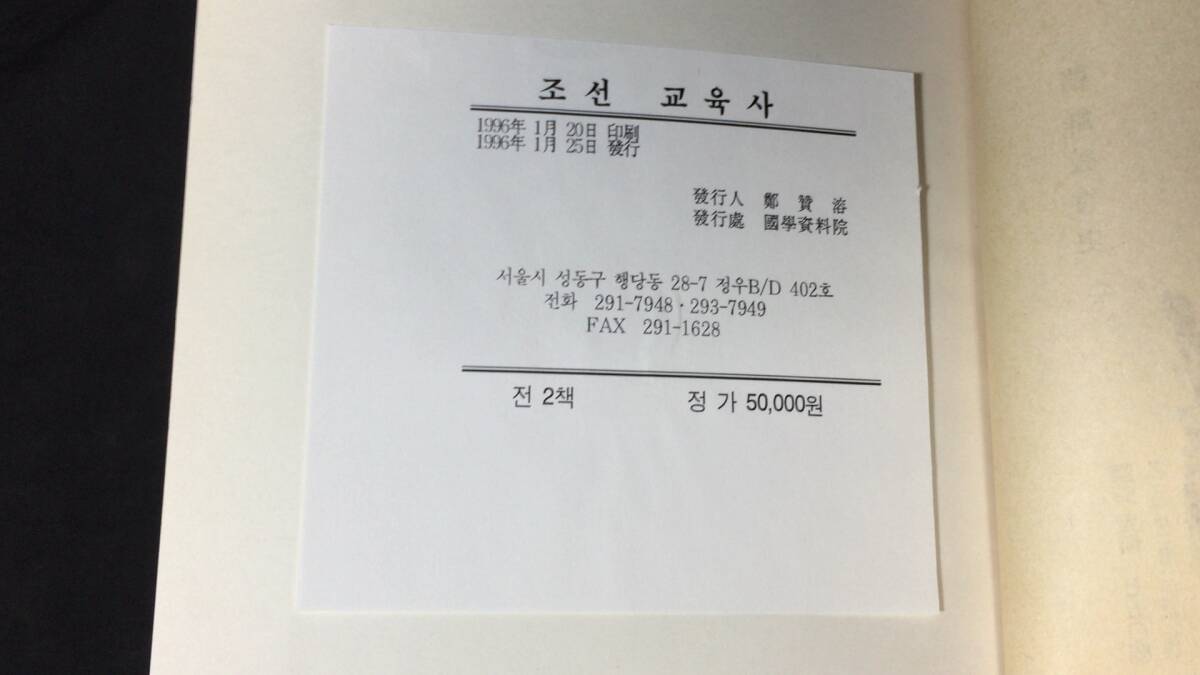 조선 교육사
1996年 1月 20日 印刷
1996年 1月 25日 發行
發行人 鄭 贊 溶
發行處 國學資料院
서울시 성동구 행당동 28-7 정우B/D 402호
전화 291-7948 · 293-7949
FAX 291-1628
전 2책 정 가 50,000원